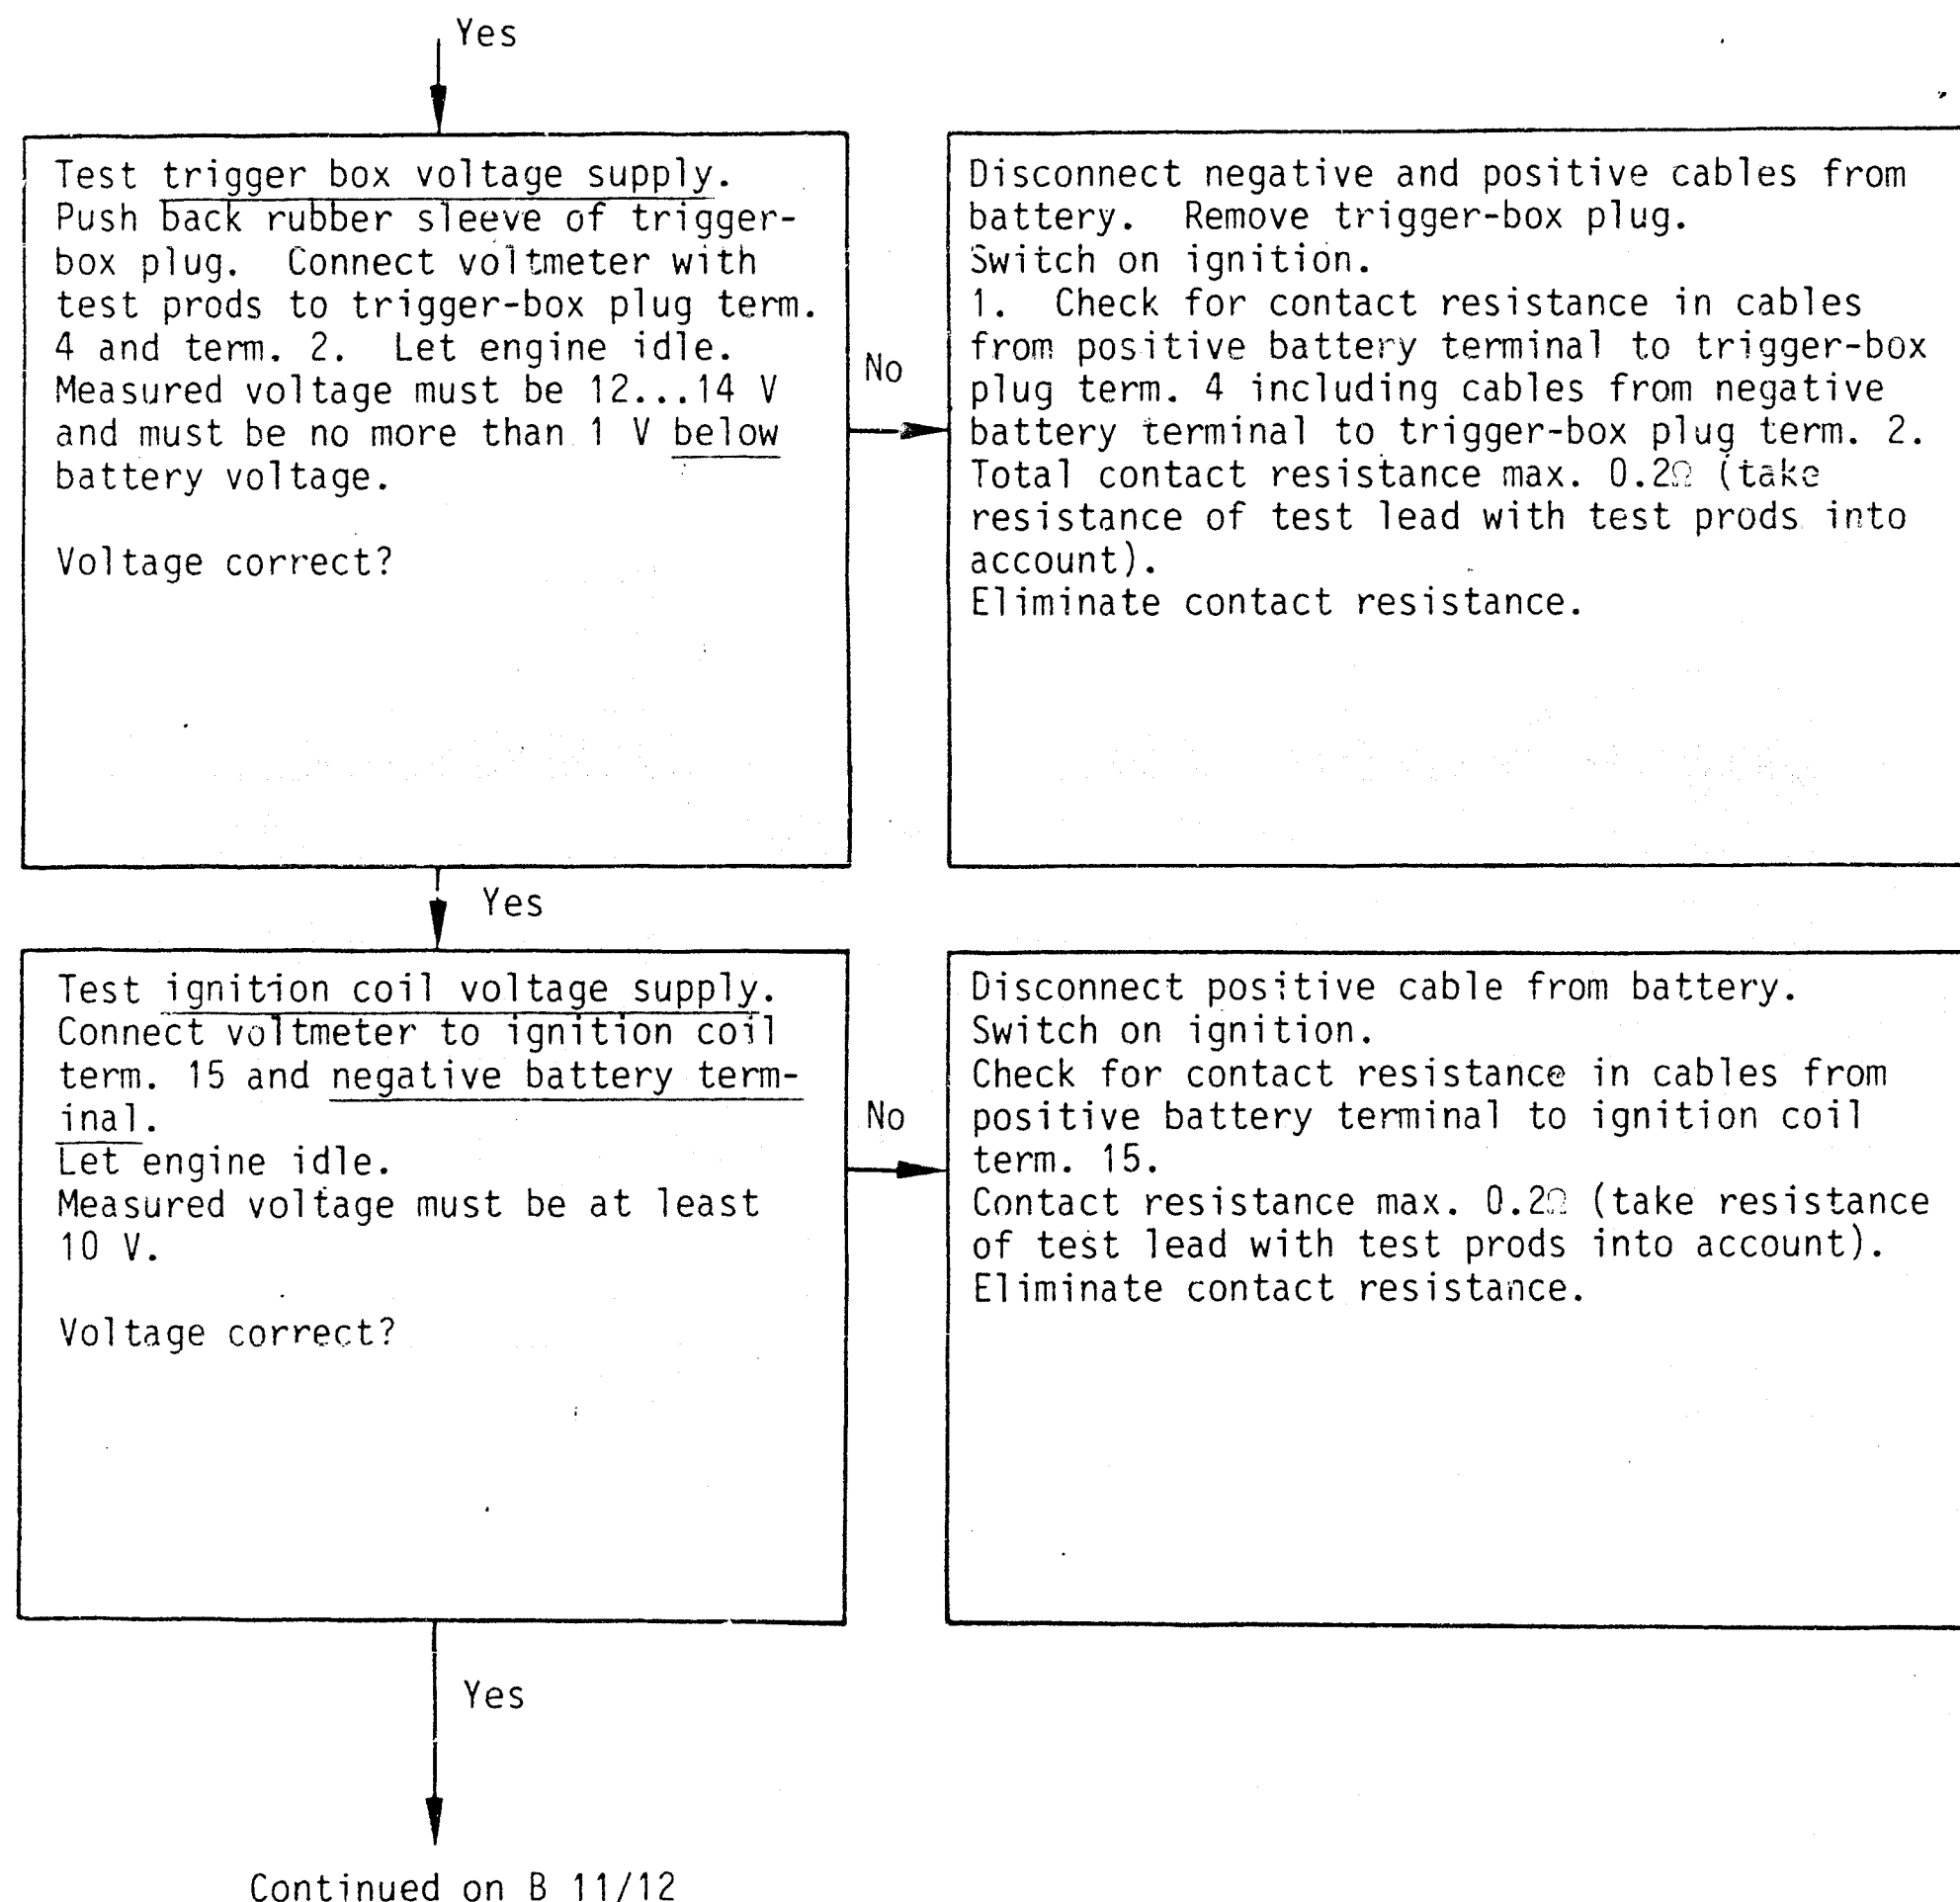 Yes
Test trigger box voltage supply.
Push back rubber sleeve of trigger-
box plug.  Connect voltmeter with
test prods to trigger-box plug term.
4 and term. 2.  Let engine idle.
Measured voltage must be 12...14 V
and must be no more than 1 V below
battery voltage.
Voltage correct?
No
Disconnect negative and positive cables from
battery.  Remove trigger-box plug.
Switch on ignition.
1.  Check for contact resistance in cables
from positive battery terminal to trigger-box
plug term. 4 including cables from negative
battery terminal to trigger-box plug term. 2.
Total contact resistance max. 0.2Ω (take
resistance of test lead with test prods into
account).
Eliminate contact resistance.
Yes
Test ignition coil voltage supply.
Connect voltmeter to ignition coil
term. 15 and negative battery term-
inal.
Let engine idle.
Measured voltage must be at least
10 V.
Voltage correct?
No
Disconnect positive cable from battery.
Switch on ignition.
Check for contact resistance in cables from
positive battery terminal to ignition coil
term. 15.
Contact resistance max. 0.2Ω (take resistance
of test lead with test prods into account).
Eliminate contact resistance.
Yes
Continued on B 11/12